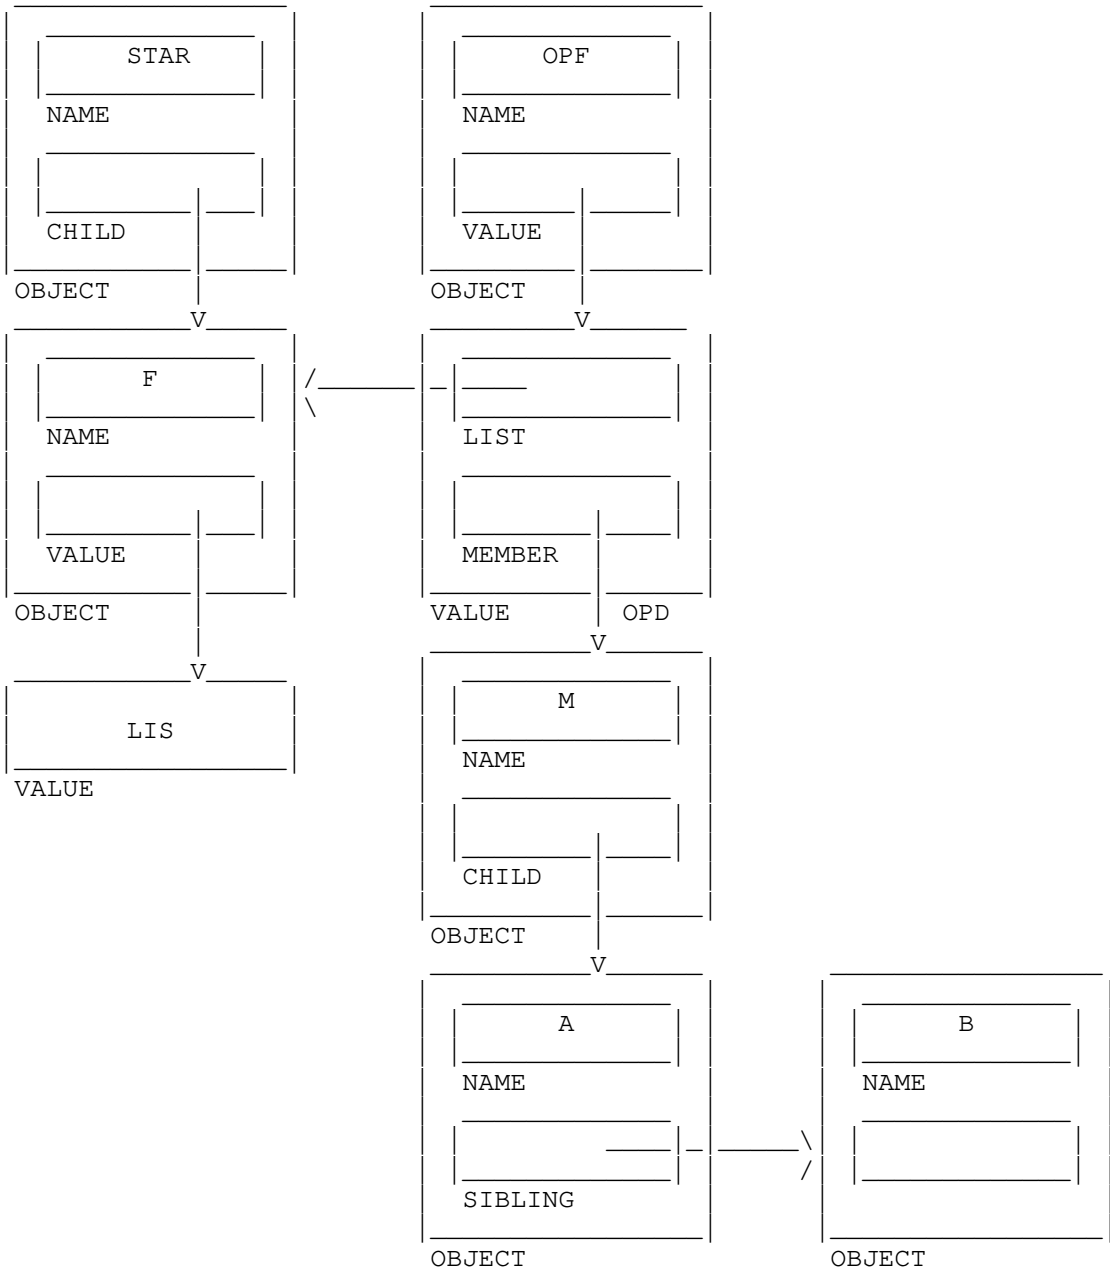 STAR OPF
NAME NAME
CHILD VALUE
OBJECT OBJECT
V V
F
NAME LIST
VALUE MEMBER
OBJECT VALUE OPD
V V
M
LIS
NAME
VALUE
CHILD
OBJECT
V
A B
NAME NAME
SIBLING
OBJECT OBJECT